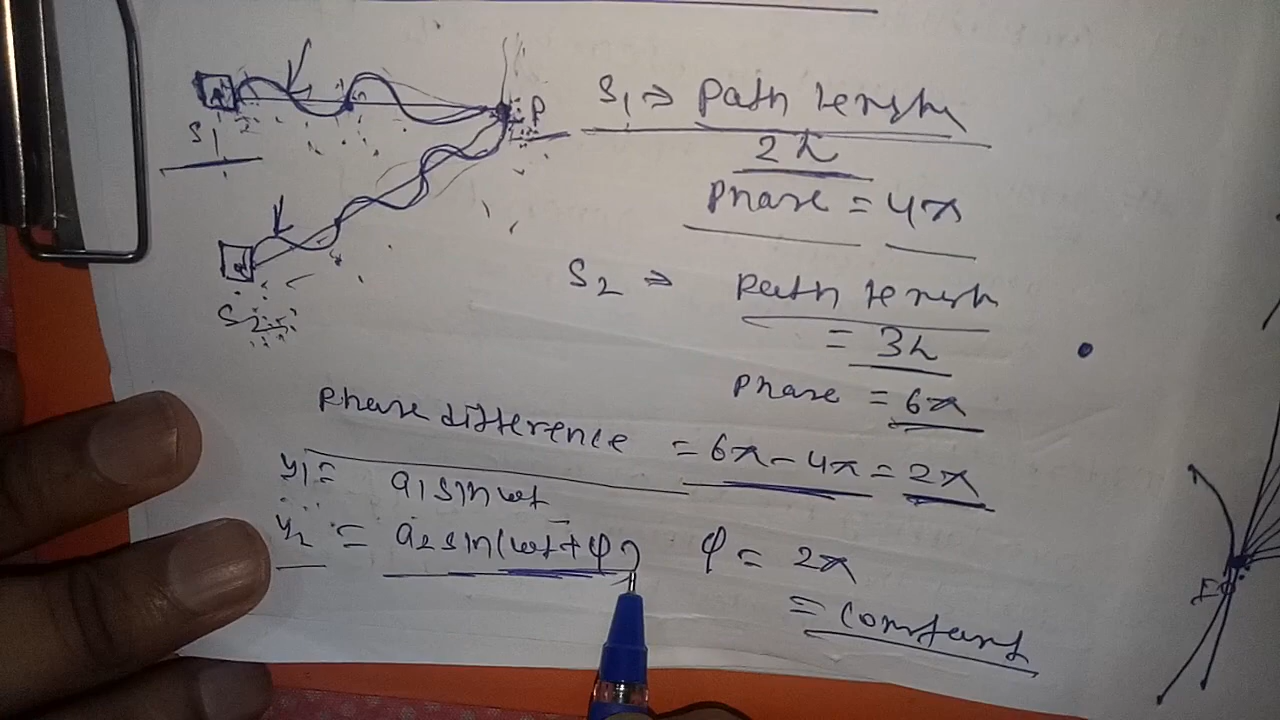 S1 P S1 ⇒ Path length
2λ
Phase = 4π
S2 S2 ⇒ Path length
= 3λ
Phase = 6π
Phase difference = 6π - 4π = 2π
y1 = a1 sin ωt
y2 = a2 sin(ωt + φ) φ = 2π
= constant